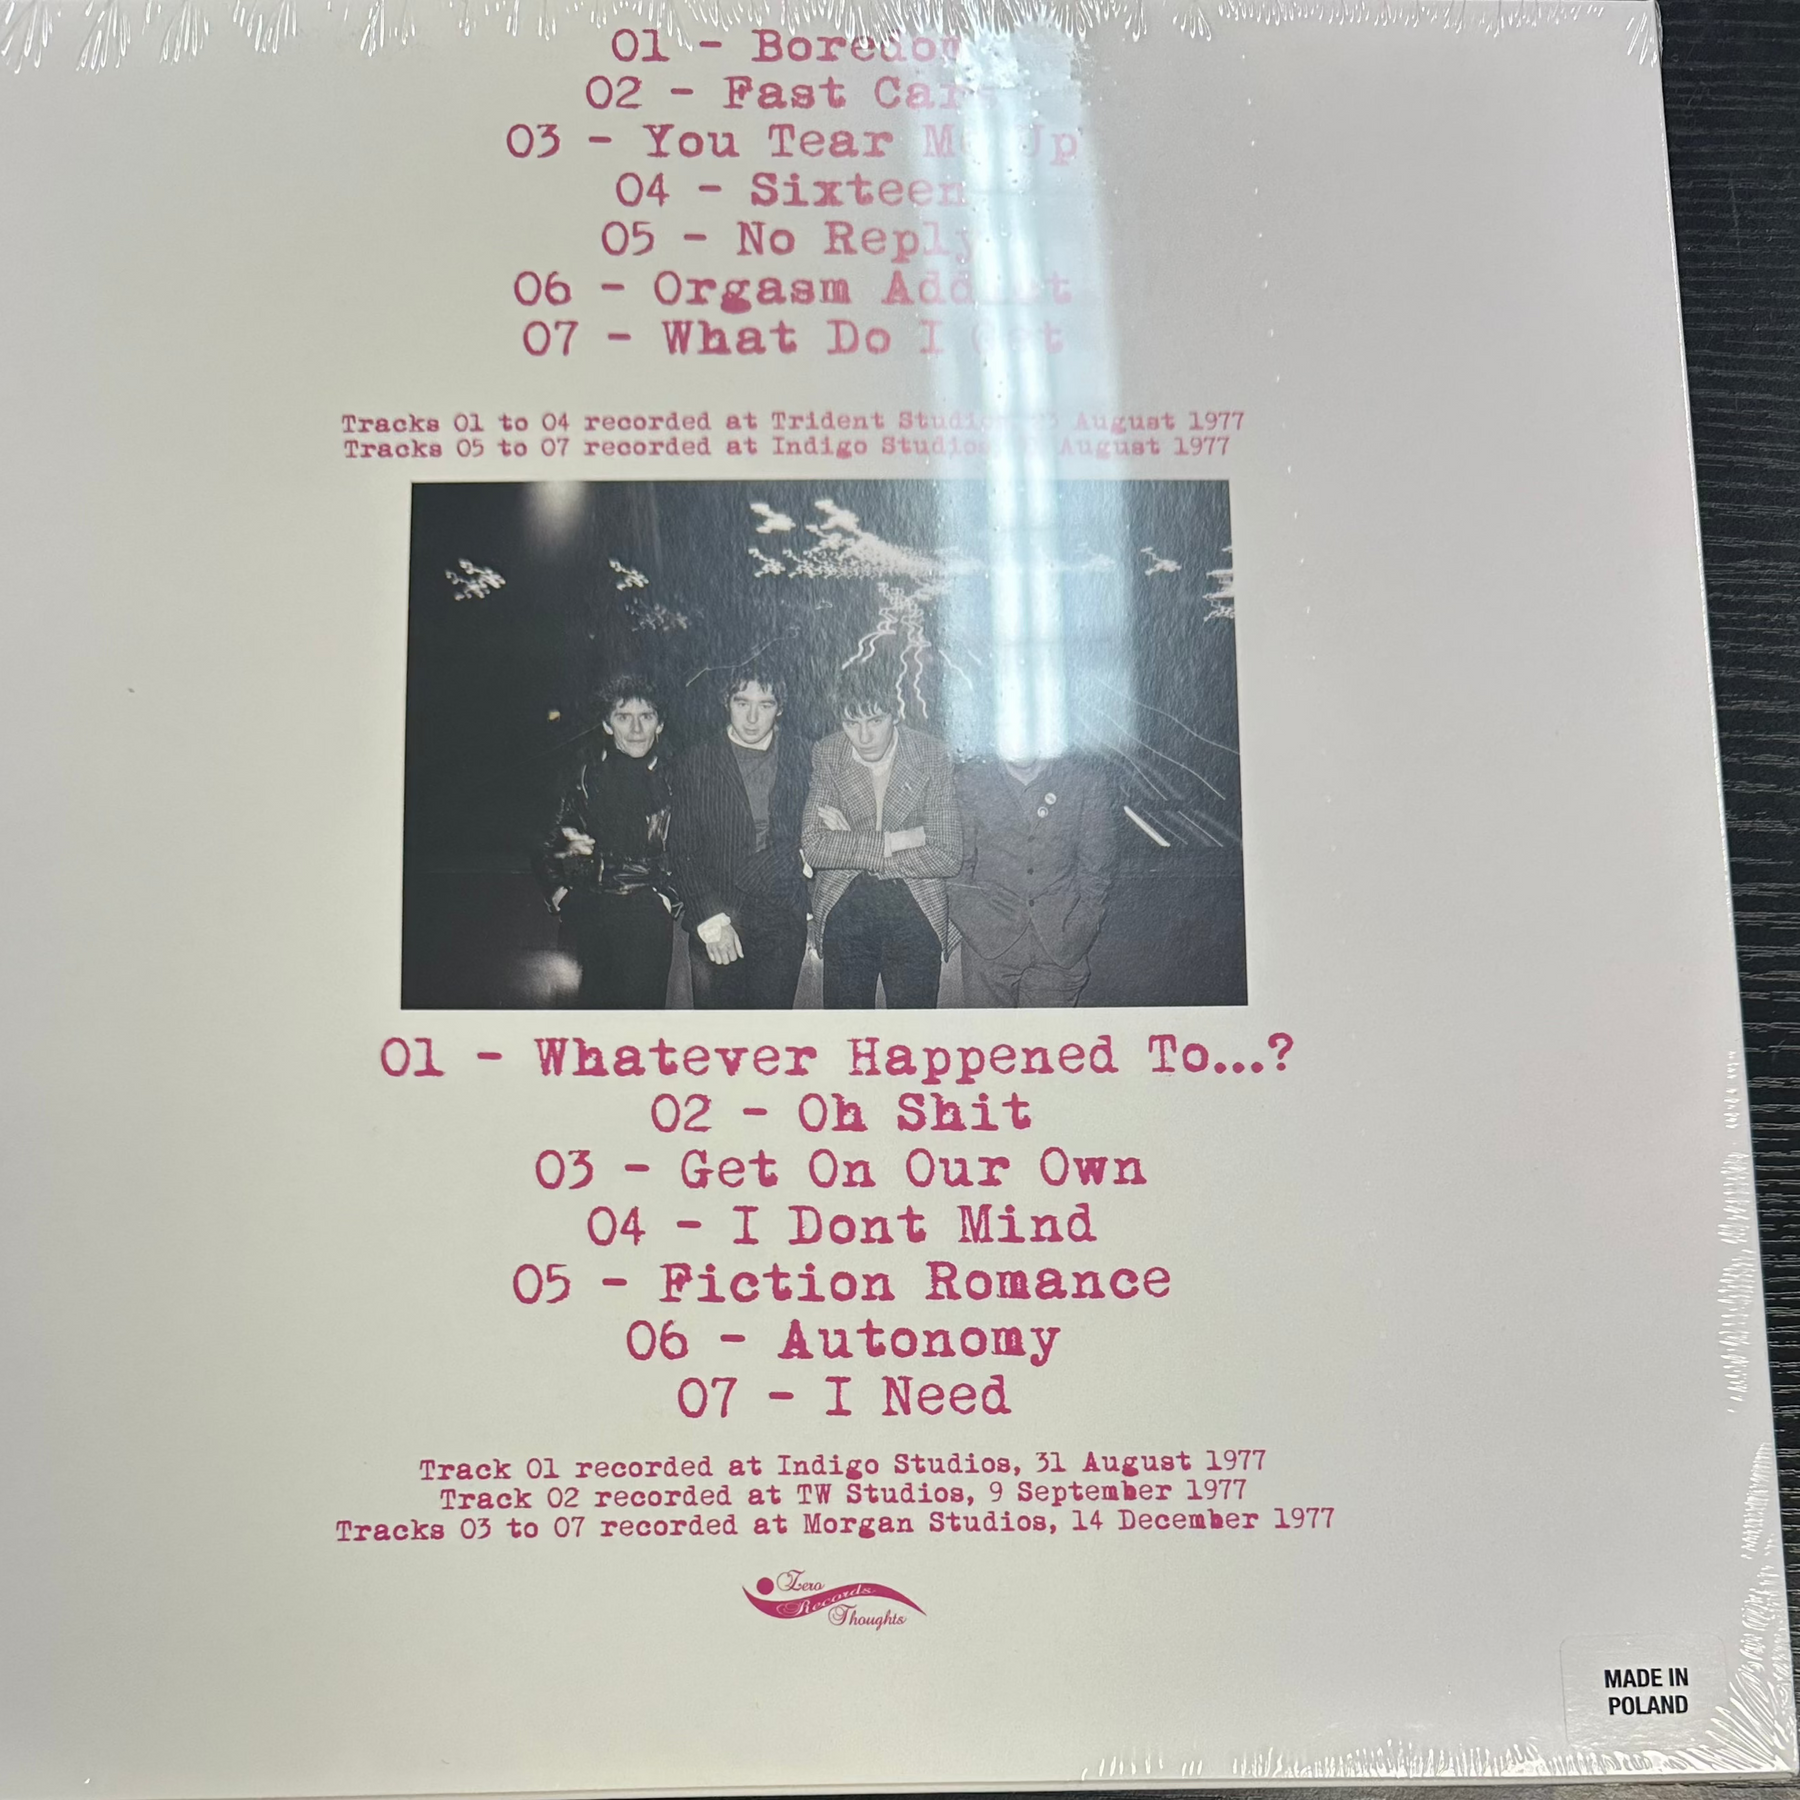 01 - Boredom
02 - Fast Cars
03 - You Tear Me Up
04 - Sixteen
05 - No Reply
06 - Orgasm Addict
07 - What Do I Get
Tracks 01 to 04 recorded at Trident Studios, August 1977
Tracks 05 to 07 recorded at Indigo Studios, August 1977
01 - Whatever Happened To...?
02 - Oh Shit
03 - Get On Our Own
04 - I Dont Mind
05 - Fiction Romance
06 - Autonomy
07 - I Need
Track 01 recorded at Indigo Studios, 31 August 1977
Track 02 recorded at TW Studios, 9 September 1977
Tracks 03 to 07 recorded at Morgan Studios, 14 December 1977
Zero
Records
Thoughts
MADE IN
POLAND